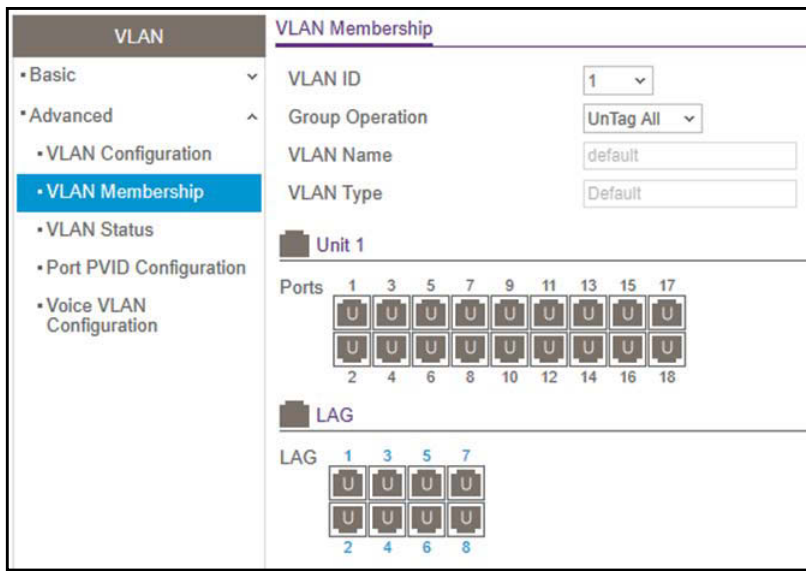 VLAN
Basic
Advanced
VLAN Configuration
VLAN Membership
VLAN Status
Port PVID Configuration
Voice VLAN
Configuration
VLAN Membership
VLAN ID 1
Group Operation UnTag All
VLAN Name default
VLAN Type Default
Unit 1
Ports 1 3 5 7 9 11 13 15 17
U U U U U U U U U
U U U U U U U U U
2 4 6 8 10 12 14 16 18
LAG
LAG 1 3 5 7
U U U U
U U U U
2 4 6 8